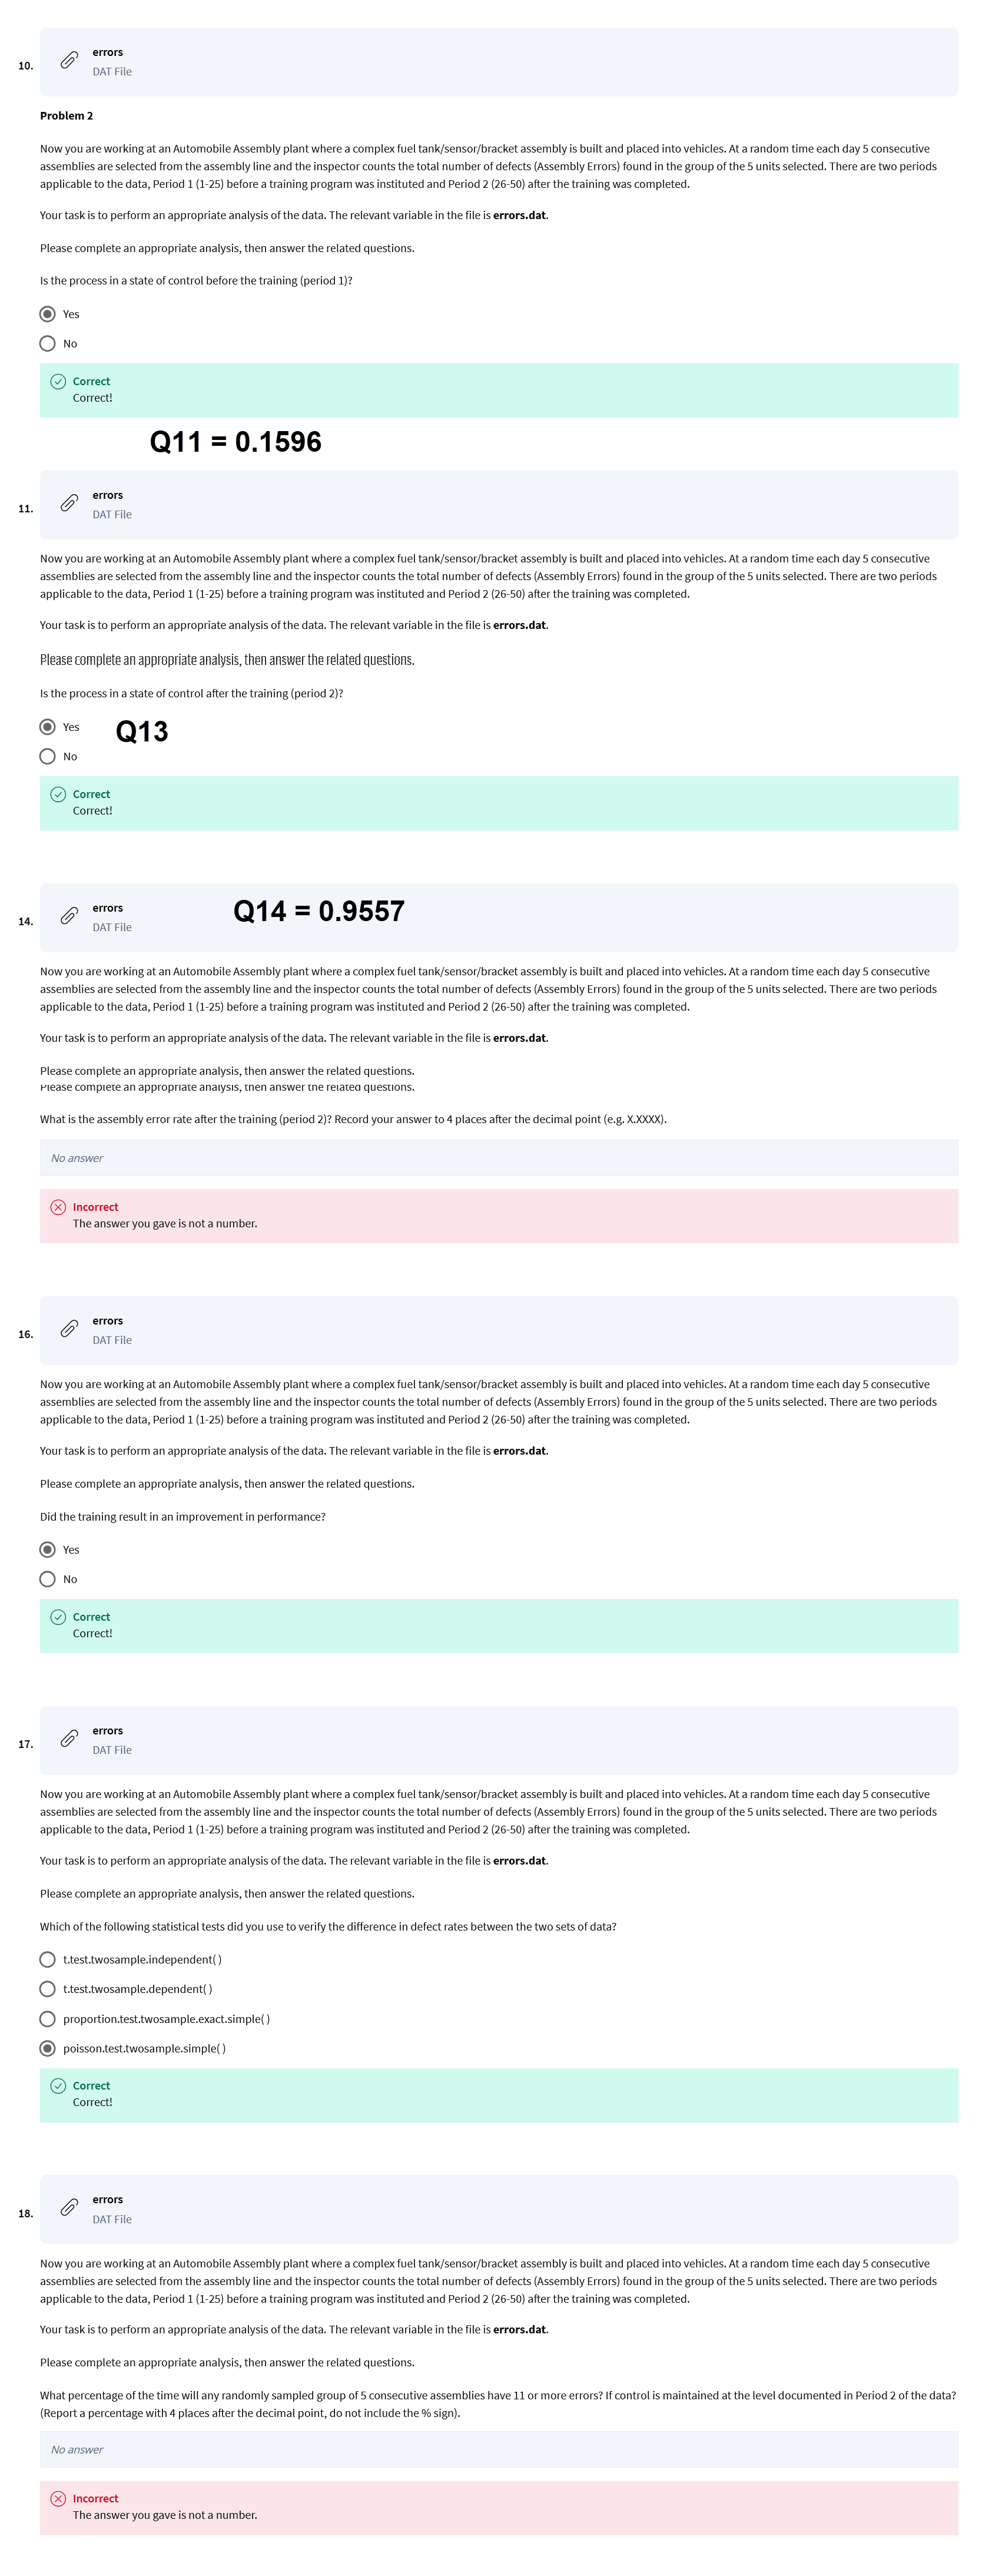 errors
10.
DAT File
Problem 2
Now you are working at an Automobile Assembly plant where a complex fuel tank/sensor/bracket assembly is built and placed into vehicles. At a random time each day 5 consecutive
assemblies are selected from the assembly line and the inspector counts the total number of defects (Assembly Errors) found in the group of the 5 units selected. There are two periods
applicable to the data, Period 1 (1-25) before a training program was instituted and Period 2 (26-50) after the training was completed.
Your task is to perform an appropriate analysis of the data. The relevant variable in the file is errors.dat.
Please complete an appropriate analysis, then answer the related questions.
Is the process in a state of control before the training (period 1)?
Yes
No
Correct
Correct!
Q11 = 0.1596
errors
11.
DAT File
Now you are working at an Automobile Assembly plant where a complex fuel tank/sensor/bracket assembly is built and placed into vehicles. At a random time each day 5 consecutive
assemblies are selected from the assembly line and the inspector counts the total number of defects (Assembly Errors) found in the group of the 5 units selected. There are two periods
applicable to the data, Period 1 (1-25) before a training program was instituted and Period 2 (26-50) after the training was completed.
Your task is to perform an appropriate analysis of the data. The relevant variable in the file is errors.dat.
Please complete an appropriate analysis, then answer the related questions.
Is the process in a state of control after the training (period 2)?
Yes
Q13
No
Correct
Correct!
errors
Q14 = 0.9557
14.
DAT File
Now you are working at an Automobile Assembly plant where a complex fuel tank/sensor/bracket assembly is built and placed into vehicles. At a random time each day 5 consecutive
assemblies are selected from the assembly line and the inspector counts the total number of defects (Assembly Errors) found in the group of the 5 units selected. There are two periods
applicable to the data, Period 1 (1-25) before a training program was instituted and Period 2 (26-50) after the training was completed.
Your task is to perform an appropriate analysis of the data. The relevant variable in the file is errors.dat.
Please complete an appropriate analysis, then answer the related questions.
Please complete an appropriate analysis, then answer the related questions.
What is the assembly error rate after the training (period 2)? Record your answer to 4 places after the decimal point (e.g. X.XXXX).
No answer
Incorrect
The answer you gave is not a number.
errors
16.
DAT File
Now you are working at an Automobile Assembly plant where a complex fuel tank/sensor/bracket assembly is built and placed into vehicles. At a random time each day 5 consecutive
assemblies are selected from the assembly line and the inspector counts the total number of defects (Assembly Errors) found in the group of the 5 units selected. There are two periods
applicable to the data, Period 1 (1-25) before a training program was instituted and Period 2 (26-50) after the training was completed.
Your task is to perform an appropriate analysis of the data. The relevant variable in the file is errors.dat.
Please complete an appropriate analysis, then answer the related questions.
Did the training result in an improvement in performance?
Yes
No
Correct
Correct!
errors
17.
DAT File
Now you are working at an Automobile Assembly plant where a complex fuel tank/sensor/bracket assembly is built and placed into vehicles. At a random time each day 5 consecutive
assemblies are selected from the assembly line and the inspector counts the total number of defects (Assembly Errors) found in the group of the 5 units selected. There are two periods
applicable to the data, Period 1 (1-25) before a training program was instituted and Period 2 (26-50) after the training was completed.
Your task is to perform an appropriate analysis of the data. The relevant variable in the file is errors.dat.
Please complete an appropriate analysis, then answer the related questions.
Which of the following statistical tests did you use to verify the difference in defect rates between the two sets of data?
t.test.twosample.independent( )
t.test.twosample.dependent( )
proportion.test.twosample.exact.simple( )
poisson.test.twosample.simple( )
Correct
Correct!
errors
18.
DAT File
Now you are working at an Automobile Assembly plant where a complex fuel tank/sensor/bracket assembly is built and placed into vehicles. At a random time each day 5 consecutive
assemblies are selected from the assembly line and the inspector counts the total number of defects (Assembly Errors) found in the group of the 5 units selected. There are two periods
applicable to the data, Period 1 (1-25) before a training program was instituted and Period 2 (26-50) after the training was completed.
Your task is to perform an appropriate analysis of the data. The relevant variable in the file is errors.dat.
Please complete an appropriate analysis, then answer the related questions.
What percentage of the time will any randomly sampled group of 5 consecutive assemblies have 11 or more errors? If control is maintained at the level documented in Period 2 of the data?
(Report a percentage with 4 places after the decimal point, do not include the % sign).
No answer
Incorrect
The answer you gave is not a number.